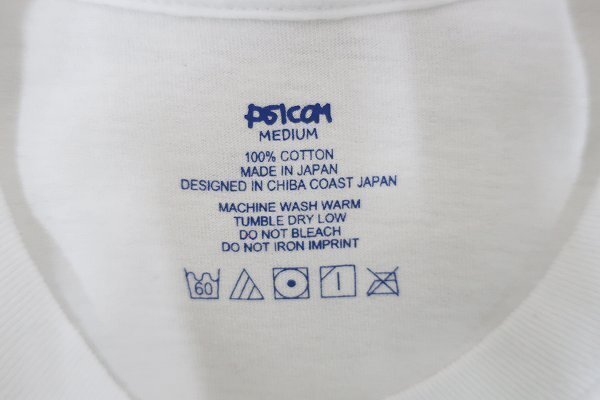 PSICOM
MEDIUM
100% COTTON
MADE IN JAPAN
DESIGNED IN CHIBA COAST JAPAN
MACHINE WASH WARM
TUMBLE DRY LOW
DO NOT BLEACH
DO NOT IRON IMPRINT
60